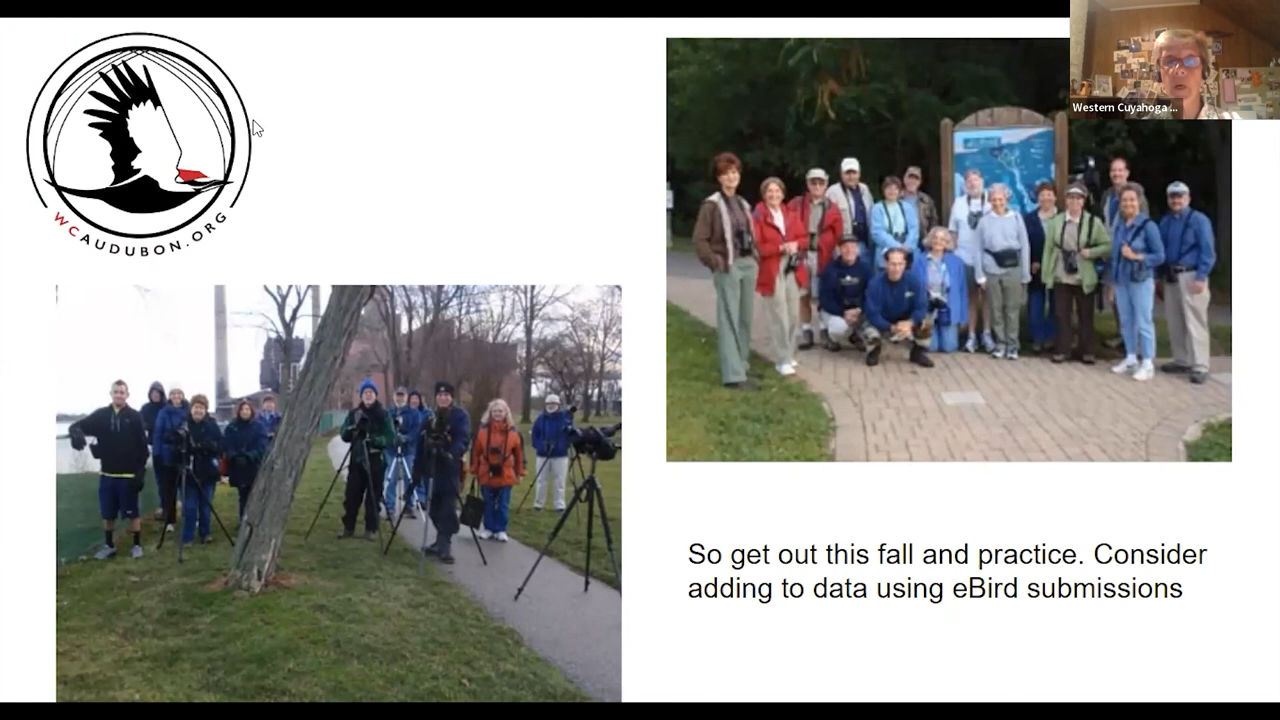 WCAUDUBON.ORG
Western Cuyahoga ...
So get out this fall and practice. Consider
adding to data using eBird submissions